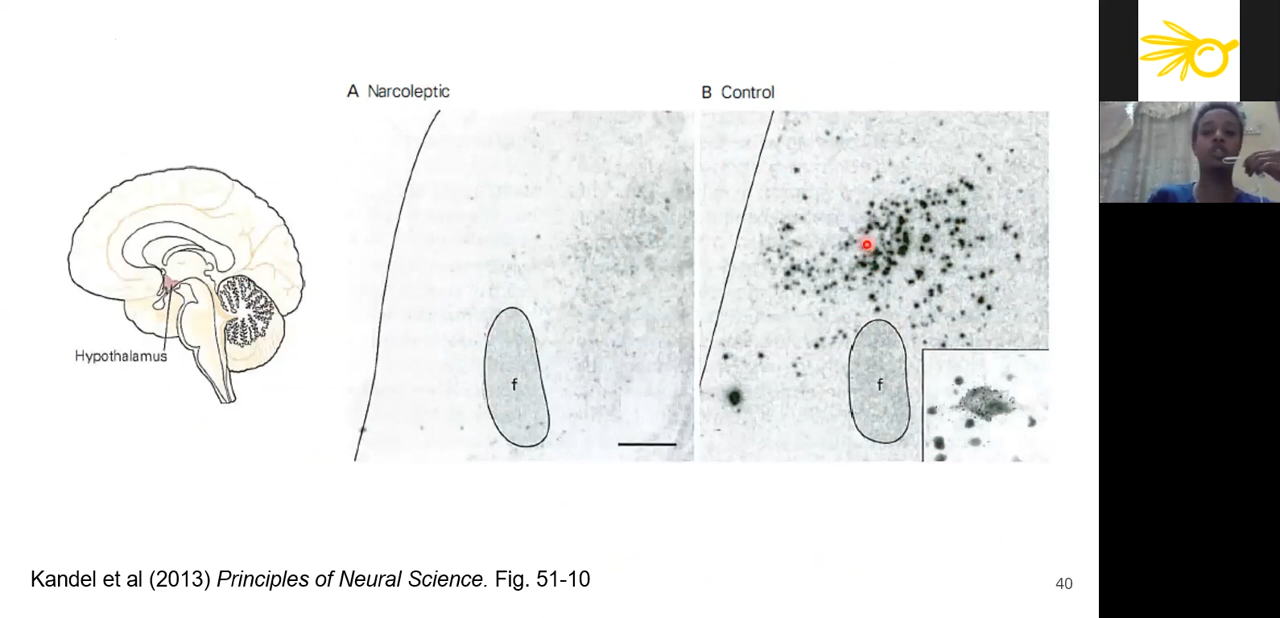 A Narcoleptic
B Control
Hypothalamus
f
f
Kandel et al (2013) Principles of Neural Science. Fig. 51-10
40